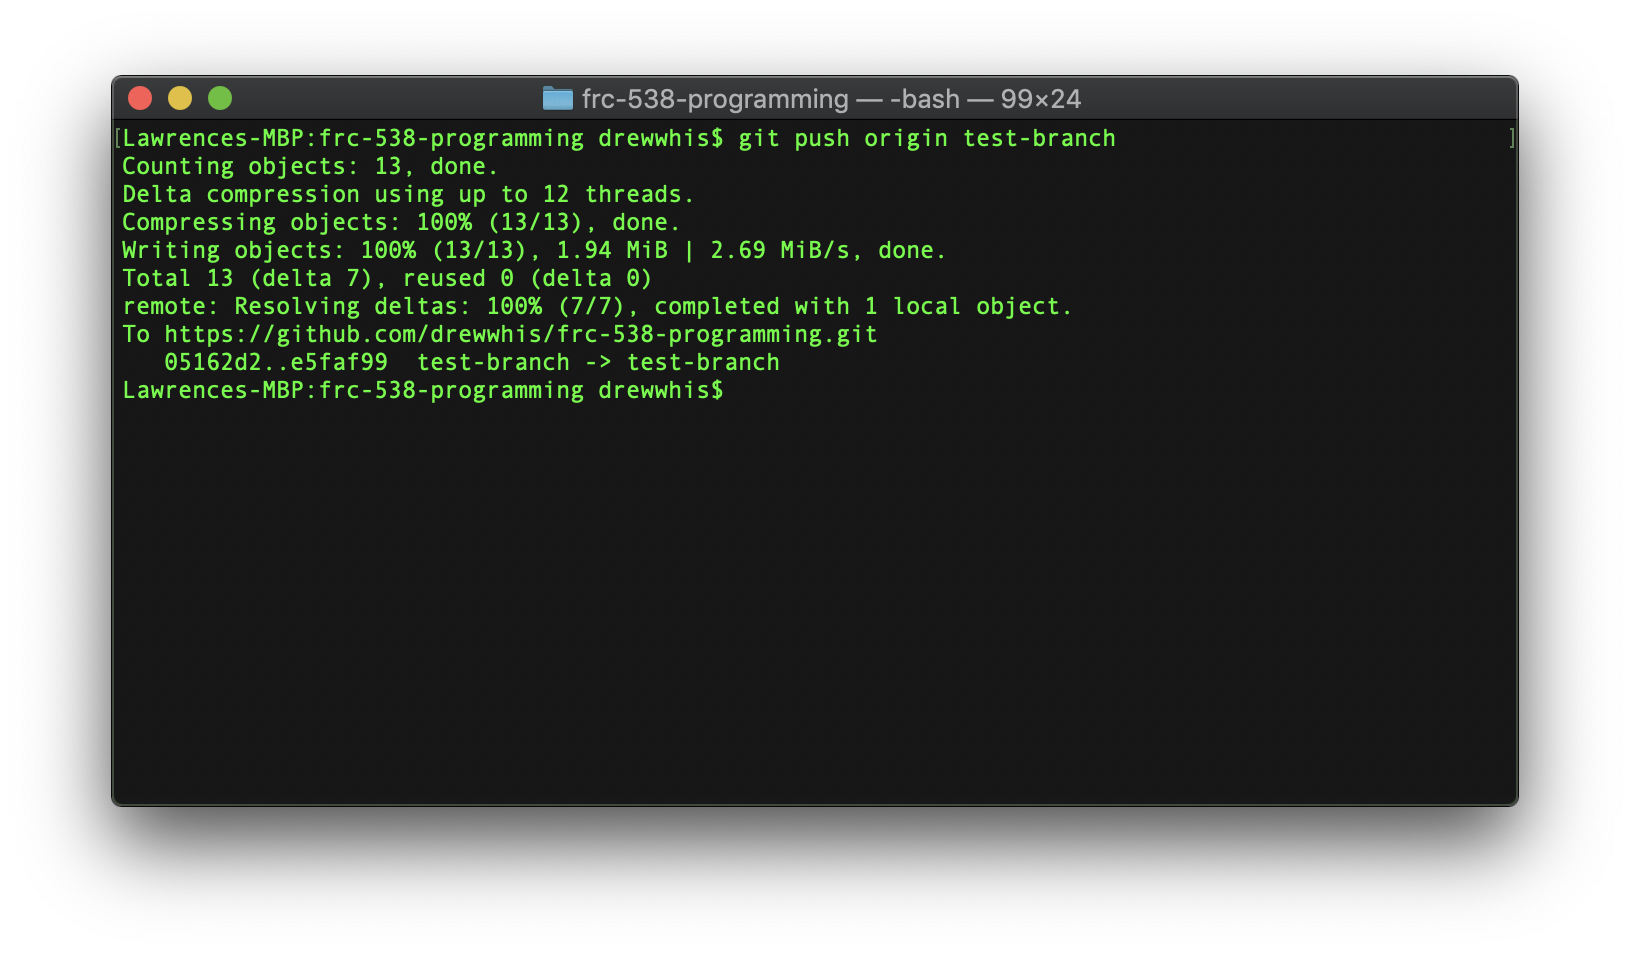 frc-538-programming — -bash — 99×24
[Lawrences-MBP:frc-538-programming drewwhis$ git push origin test-branch ]
Counting objects: 13, done.
Delta compression using up to 12 threads.
Compressing objects: 100% (13/13), done.
Writing objects: 100% (13/13), 1.94 MiB | 2.69 MiB/s, done.
Total 13 (delta 7), reused 0 (delta 0)
remote: Resolving deltas: 100% (7/7), completed with 1 local object.
To https://github.com/drewwhis/frc-538-programming.git
   05162d2..e5faf99  test-branch -> test-branch
Lawrences-MBP:frc-538-programming drewwhis$